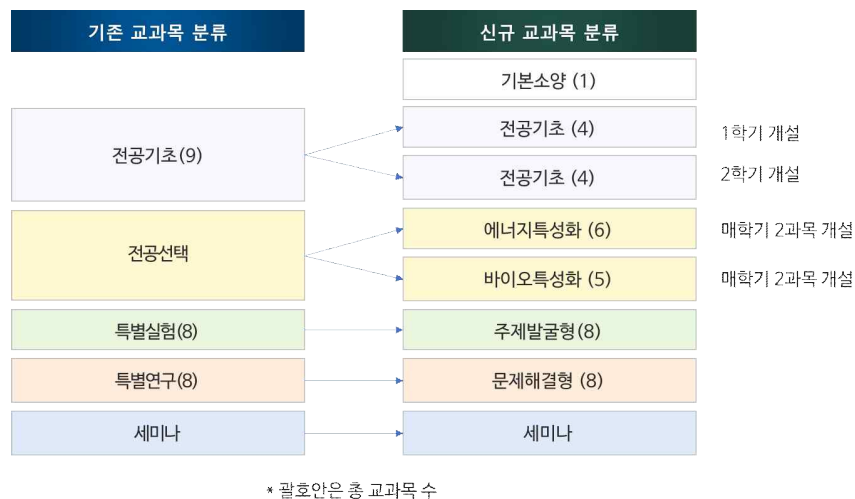 기존 교과목 분류
신규 교과목 분류
기본소양 (1)
전공기초(9)
전공기초 (4)
1학기 개설
전공기초 (4)
2학기 개설
전공선택
에너지특성화 (6)
매학기 2과목 개설
바이오특성화 (5)
매학기 2과목 개설
특별실험(8)
주제발굴형(8)
특별연구(8)
문제해결형 (8)
세미나
세미나
* 괄호안은 총 교과목 수